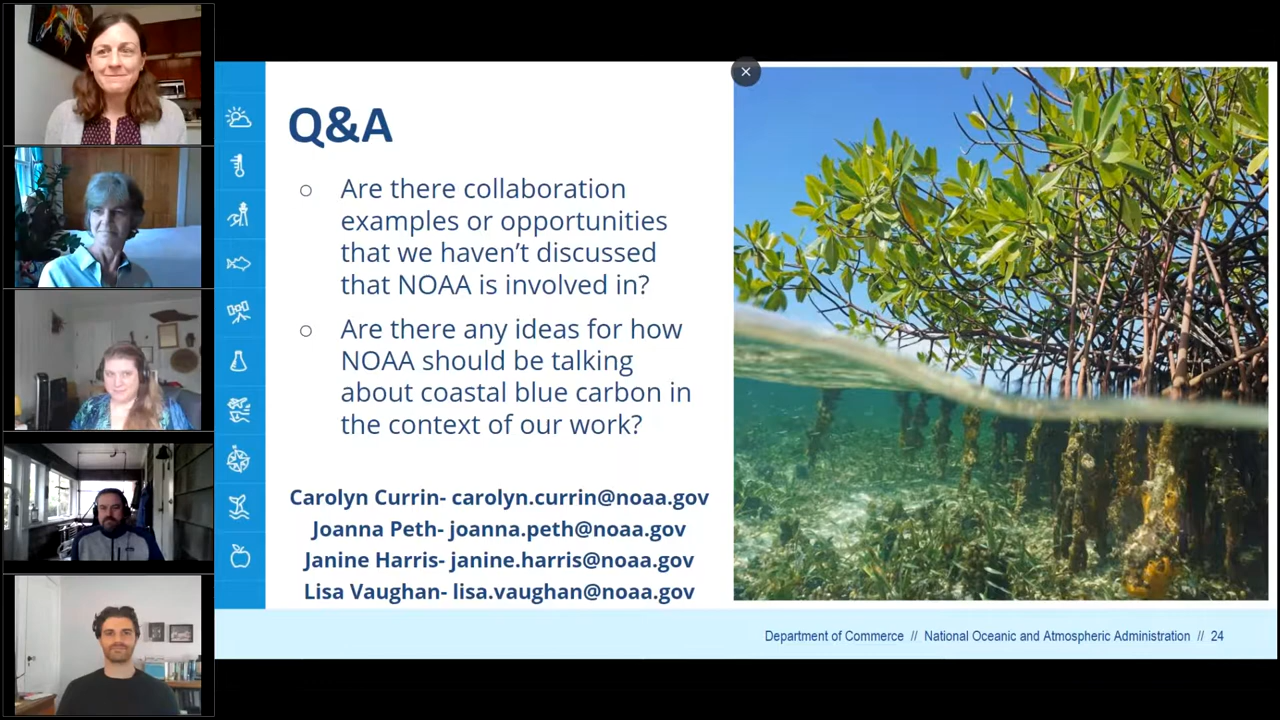 Q&A
○ Are there collaboration
examples or opportunities
that we haven’t discussed
that NOAA is involved in?
○ Are there any ideas for how
NOAA should be talking
about coastal blue carbon in
the context of our work?
Carolyn Currin- carolyn.currin@noaa.gov
Joanna Peth- joanna.peth@noaa.gov
Janine Harris- janine.harris@noaa.gov
Lisa Vaughan- lisa.vaughan@noaa.gov
Department of Commerce // National Oceanic and Atmospheric Administration // 24